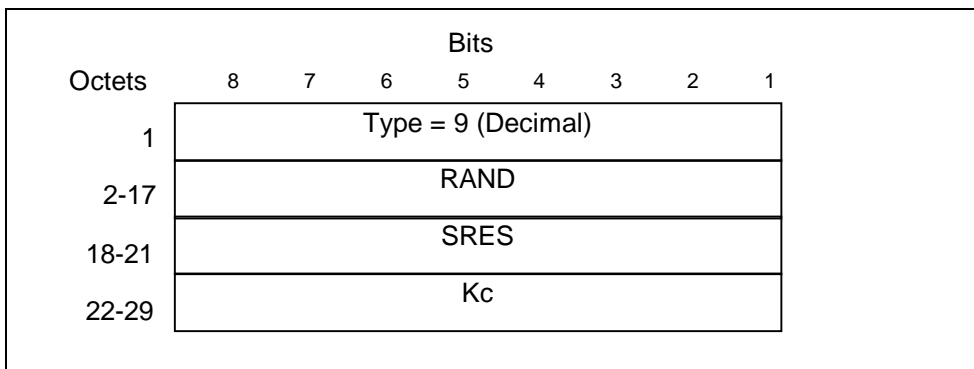 Bits
Octets 8 7 6 5 4 3 2 1
1 Type = 9 (Decimal)
2-17 RAND
18-21 SRES
22-29 Kc